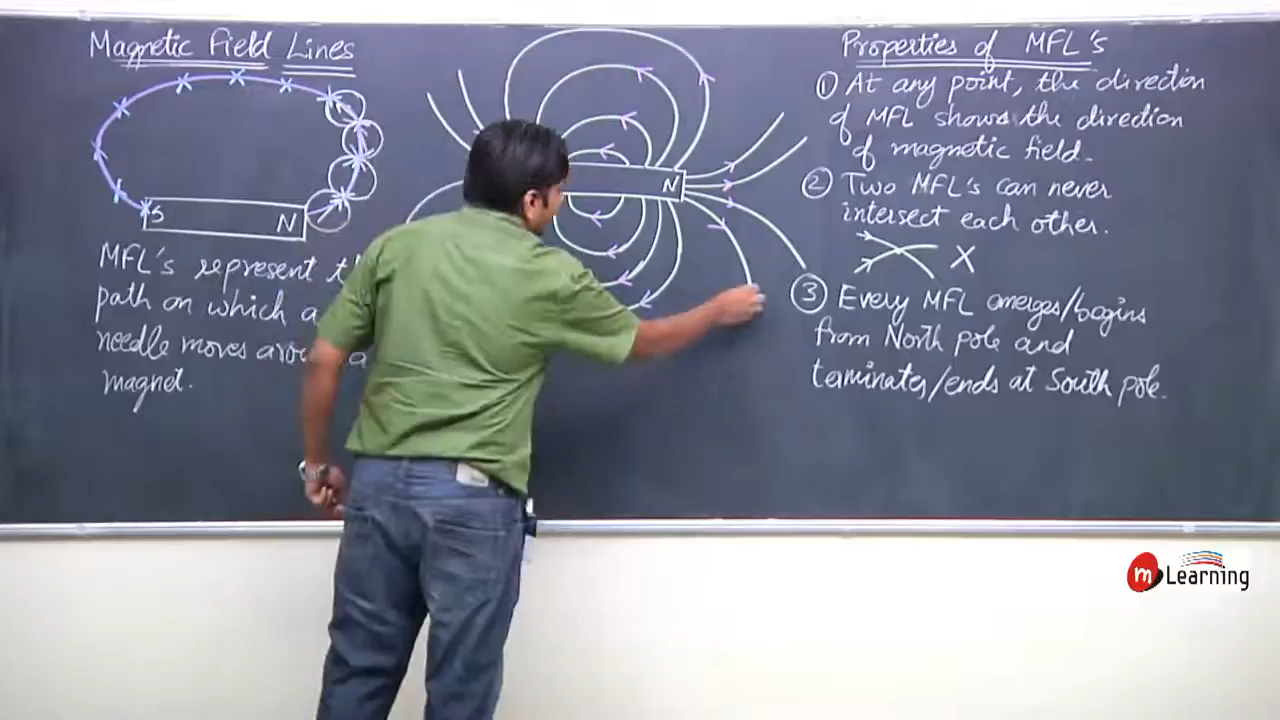 Magnetic Field Lines
S
N
MFL's represent
path on which a
needle moves
magnet.
N
Properties of MFL's
① At any point, the direction
of MFL shows the direction
of magnetic field.
② Two MFL's can never
intersect each other.
X
③ Every MFL emerges/begins
from North pole and
terminates/ends at South pole.
m Learning